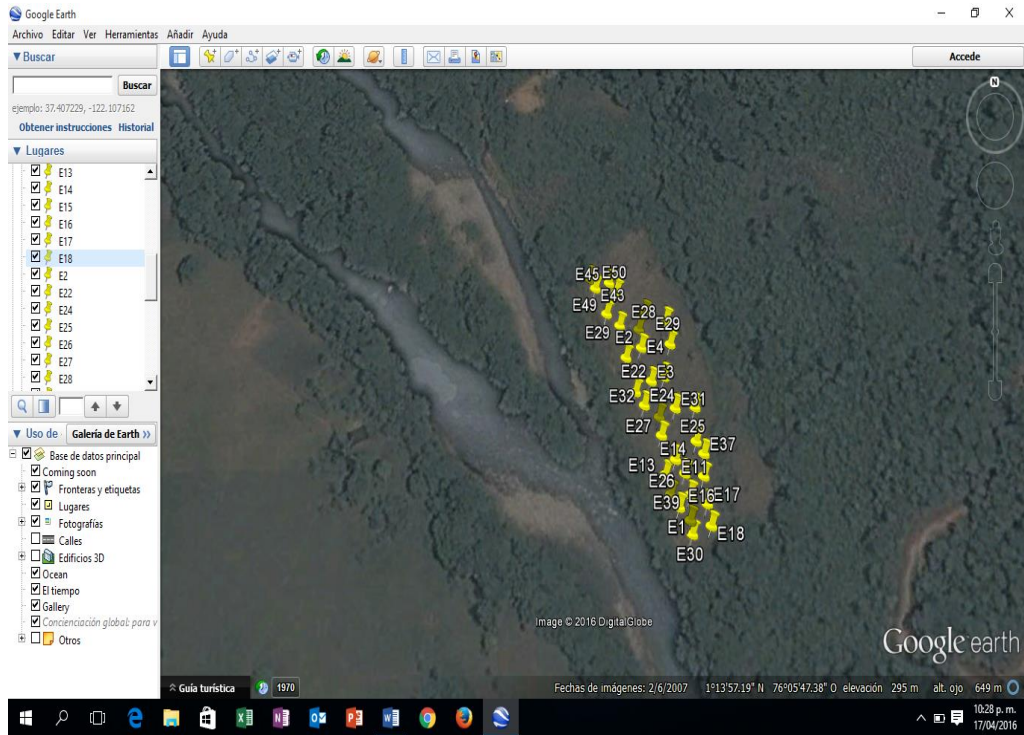 Google Earth
Archivo Editar Ver Herramientas Añadir Ayuda
▼ Buscar
Buscar
ejemplo: 37.407229, -122.107162
Obtener instrucciones Historial
▼ Lugares
E13
E14
E15
E16
E17
E18
E2
E22
E24
E25
E26
E27
E28
▼ Uso de
Galería de Earth »
Base de datos principal
Coming soon
Fronteras y etiquetas
Lugares
Fotografías
Calles
Edificios 3D
Ocean
El tiempo
Gallery
Concienciación global: para v
Otros
Accede
N
E45 E50
E43
E49
E28
E29
E29
E2
E4
E22 E3
E32 E24 E31
E27 E25
E14 E37
E13 E11
E26
E39 E16 E17
E1 E18
E30
Image © 2016 DigitalGlobe
Google earth
Guía turística
1970
Fechas de imágenes: 2/6/2007 1°13'57.19" N 76°05'47.38" O elevación 295 m alt. ojo 649 m
10:28 p. m.
17/04/2016